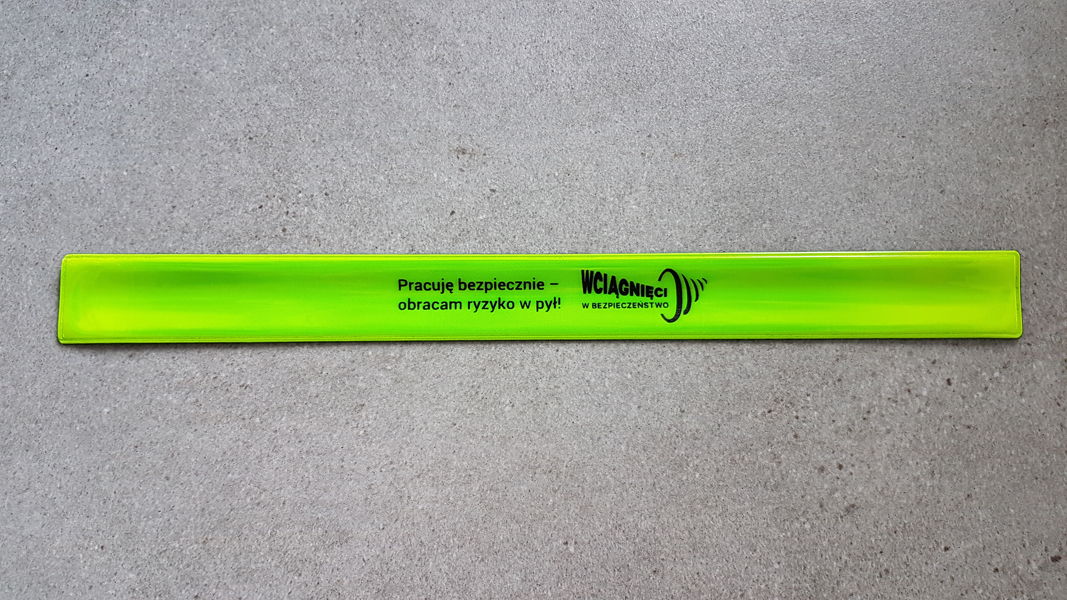 Pracuję bezpiecznie –
obracam ryzyko w pył!
WCIĄGNIĘCI
W BEZPIECZEŃSTWO